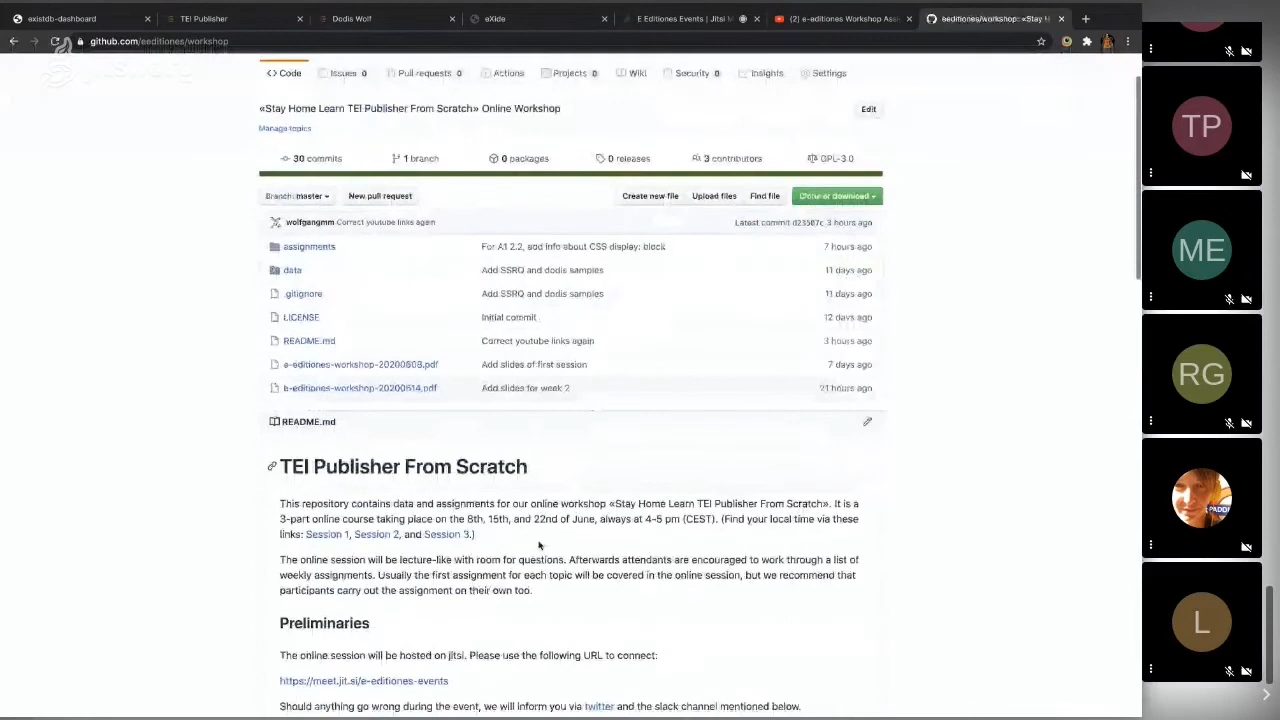 existdb-dashboard
TEI Publisher
Dodis Wolf
eXide
E Editiones Events | Jitsi M
(2) e-editiones Workshop Ass
eeditiones/workshop: «Stay H
github.com/eeditiones/workshop
Code Issues 0 Pull requests 0 Actions Projects 0 Wiki Security 0 Insights Settings
«Stay Home Learn TEI Publisher From Scratch» Online Workshop
Edit
Manage topics
30 commits 1 branch 0 packages 0 releases 3 contributors GPL-3.0
Branch: master New pull request Create new file Upload files Find file Clone or download
wolfgangmm Correct youtube links again Latest commit d23507c 3 hours ago
assignments For A1 2.2, add info about CSS display: block 7 hours ago
data Add SSRQ and dodis samples 11 days ago
.gitignore Add SSRQ and dodis samples 11 days ago
LICENSE Initial commit 12 days ago
README.md Correct youtube links again 3 hours ago
e-editiones-workshop-20200608.pdf Add slides of first session 7 days ago
e-editiones-workshop-20200614.pdf Add slides for week 2 21 hours ago
README.md
TEI Publisher From Scratch
This repository contains data and assignments for our online workshop «Stay Home Learn TEI Publisher From Scratch». It is a
3-part online course taking place on the 8th, 15th, and 22nd of June, always at 4-5 pm (CEST). (Find your local time via these
links: Session 1, Session 2, and Session 3.)
The online session will be lecture-like with room for questions. Afterwards attendants are encouraged to work through a list of
weekly assignments. Usually the first assignment for each topic will be covered in the online session, but we recommend that
participants carry out the assignment on their own too.
Preliminaries
The online session will be hosted on jitsi. Please use the following URL to connect:
https://meet.jit.si/e-editiones-events
Should anything go wrong during the event, we will inform you via twitter and the slack channel mentioned below.
TP
ME
RG
PADD
L